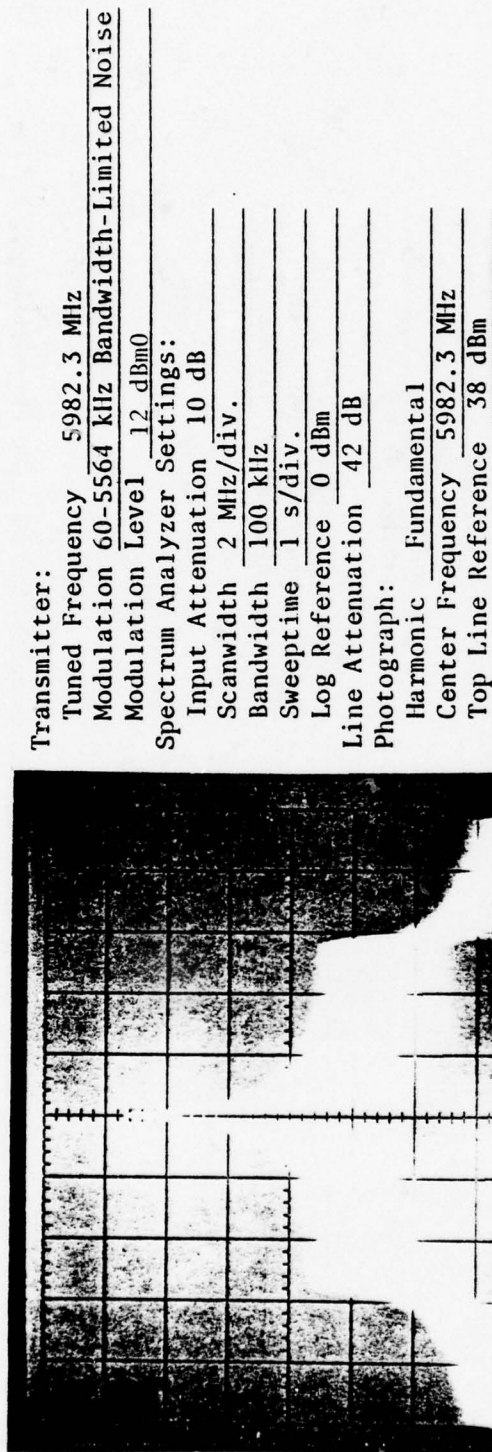 Transmitter:
Tuned Frequency 5982.3 MHz
Modulation 60-5564 kHz Bandwidth-Limited Noise
Modulation Level 12 dBm0
Spectrum Analyzer Settings:
Input Attenuation 10 dB
Scanwidth 2 MHz/div.
Bandwidth 100 kHz
Sweeptime 1 s/div.
Log Reference 0 dBm
Line Attenuation 42 dB
Photograph:
Harmonic Fundamental
Center Frequency 5982.3 MHz
Top Line Reference 38 dBm